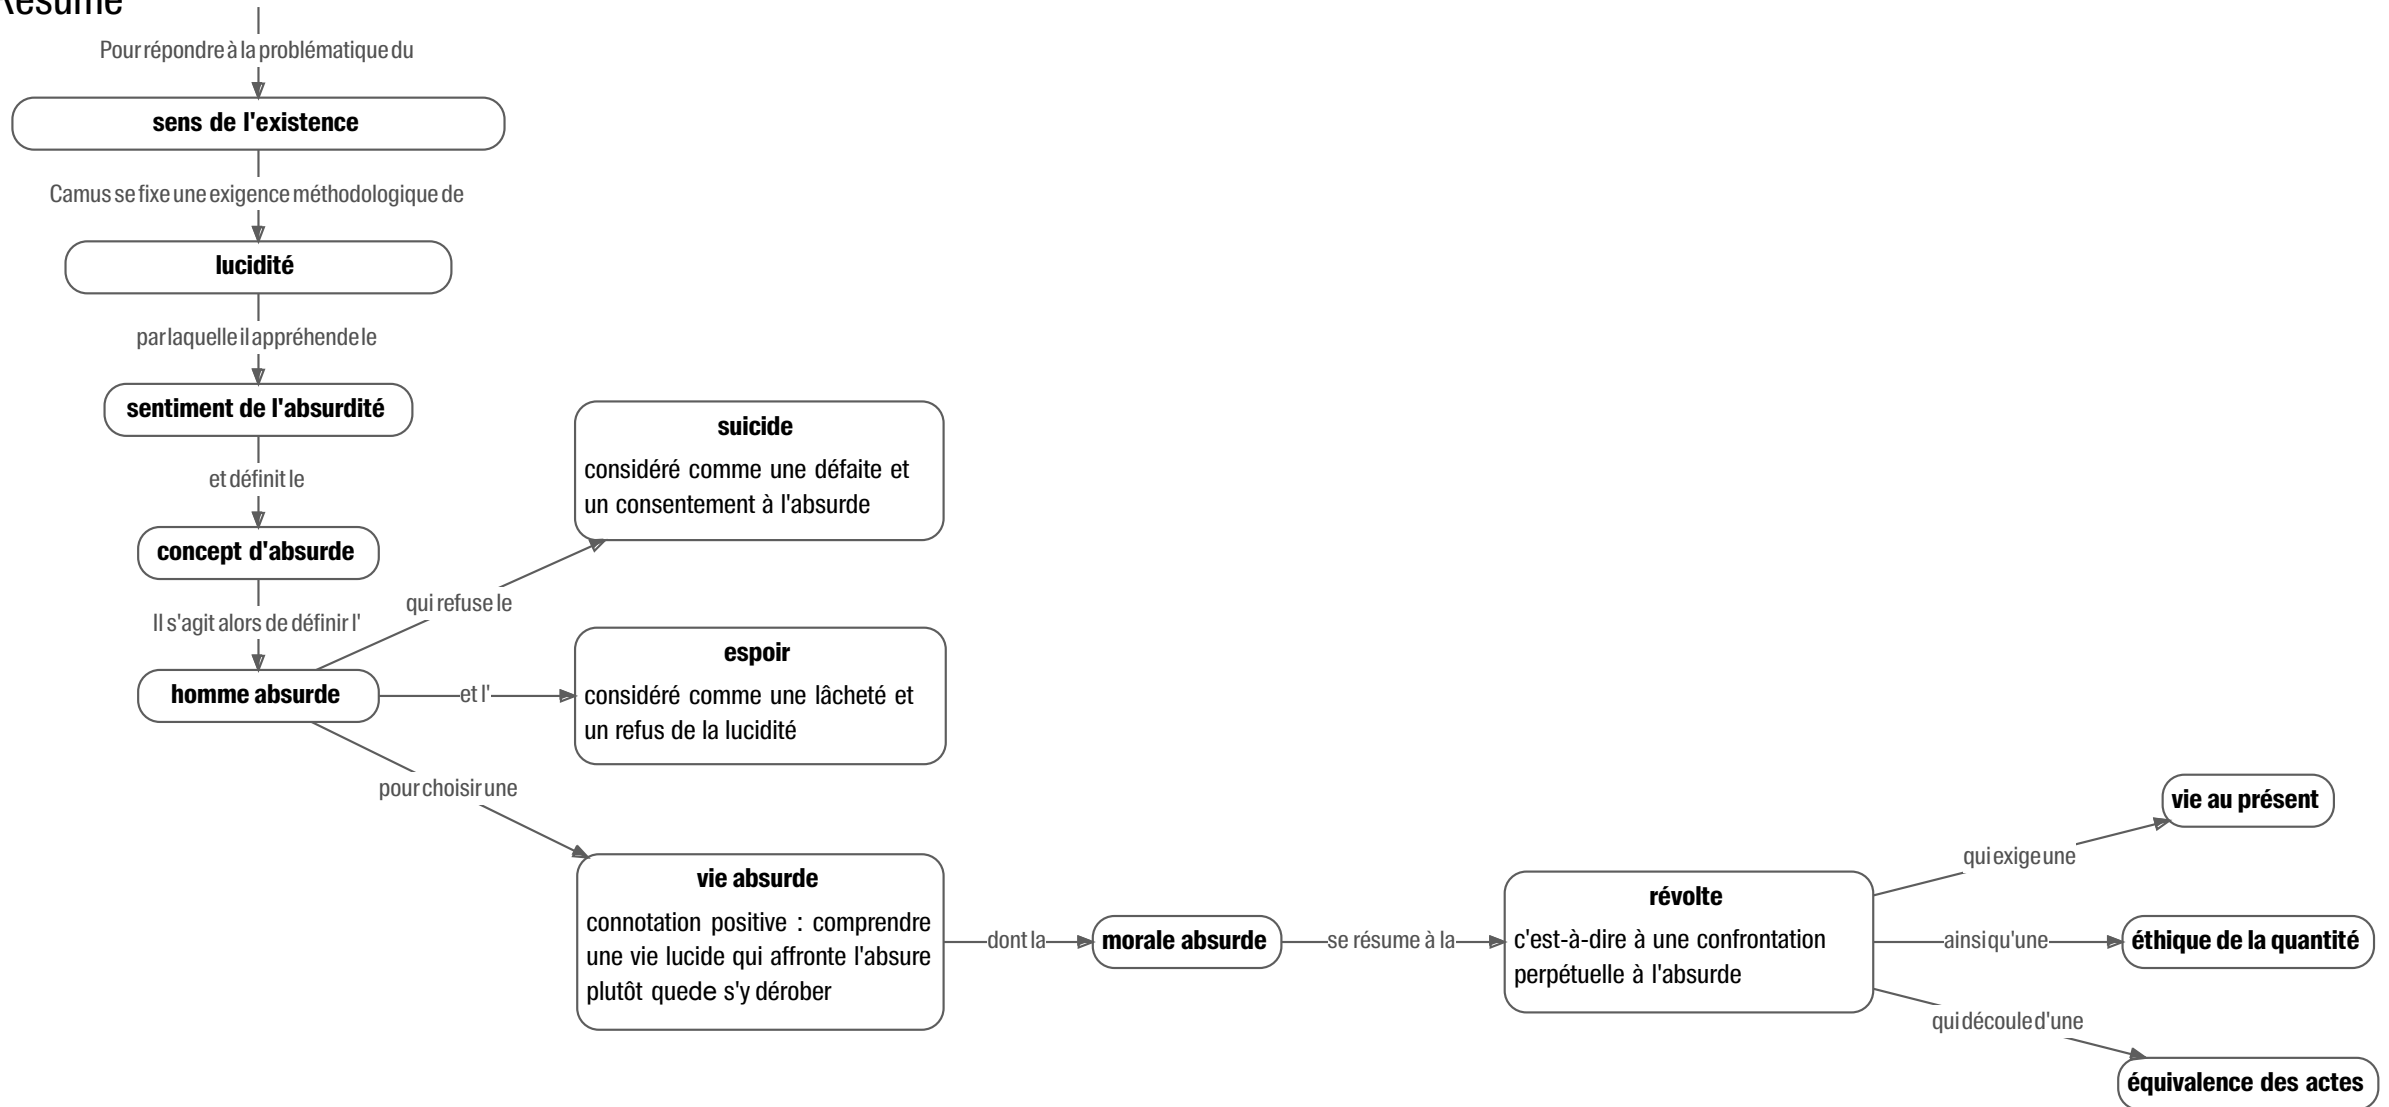 Résumé
Pour répondre à la problématique du
sens de l'existence
Camus se fixe une exigence méthodologique de
lucidité
par laquelle il appréhende le
sentiment de l'absurdité
et définit le
concept d'absurde
Il s'agit alors de définir l'
homme absurde
qui refuse le
suicide
considéré comme une défaite et
un consentement à l'absurde
et l'
espoir
considéré comme une lâcheté et
un refus de la lucidité
pour choisir une
vie absurde
connotation positive : comprendre
une vie lucide qui affronte l'absure
plutôt quede s'y dérober
dont la
morale absurde
se résume à la
révolte
c'est-à-dire à une confrontation
perpétuelle à l'absurde
qui exige une
vie au présent
ainsi qu'une
éthique de la quantité
qui découle d'une
équivalence des actes